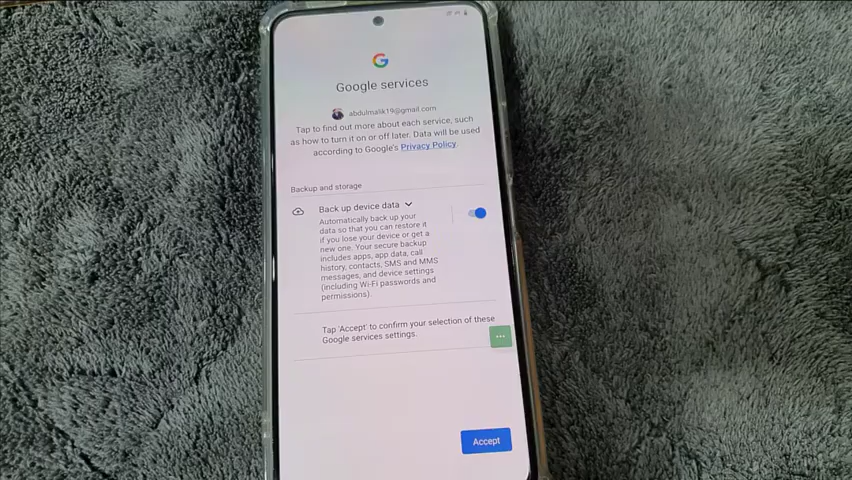 Google services
abdulmalik19@gmail.com
Tap to find out more about each service, such
as how to turn it on or off later. Data will be used
according to Google's Privacy Policy.
Backup and storage
Back up device data
Automatically back up your
data so that you can restore it
if you lose your device or get a
new one. Your secure backup
includes apps, app data, call
history, contacts, SMS and MMS
messages, and device settings
(including Wi-Fi passwords and
permissions).
Tap 'Accept' to confirm your selection of these
Google services settings.
Accept